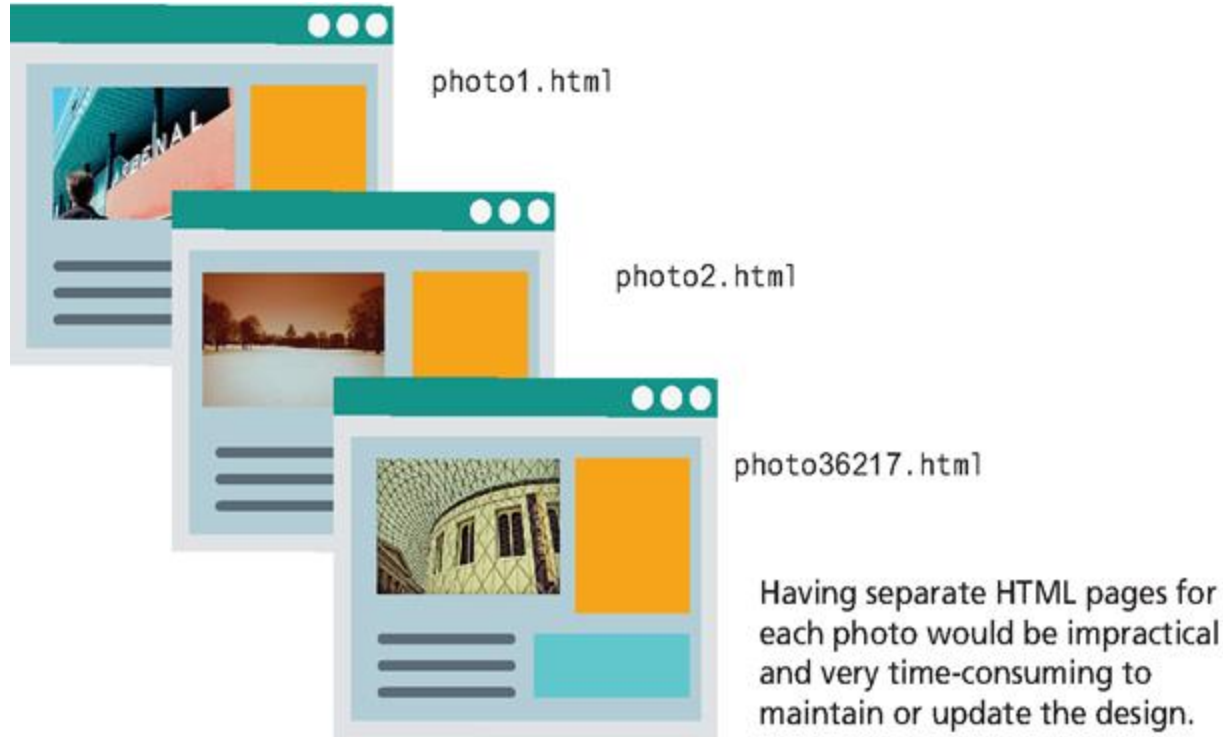 photo1.html
ARSENAL
photo2.html
photo36217.html
Having separate HTML pages for
each photo would be impractical
and very time-consuming to
maintain or update the design.